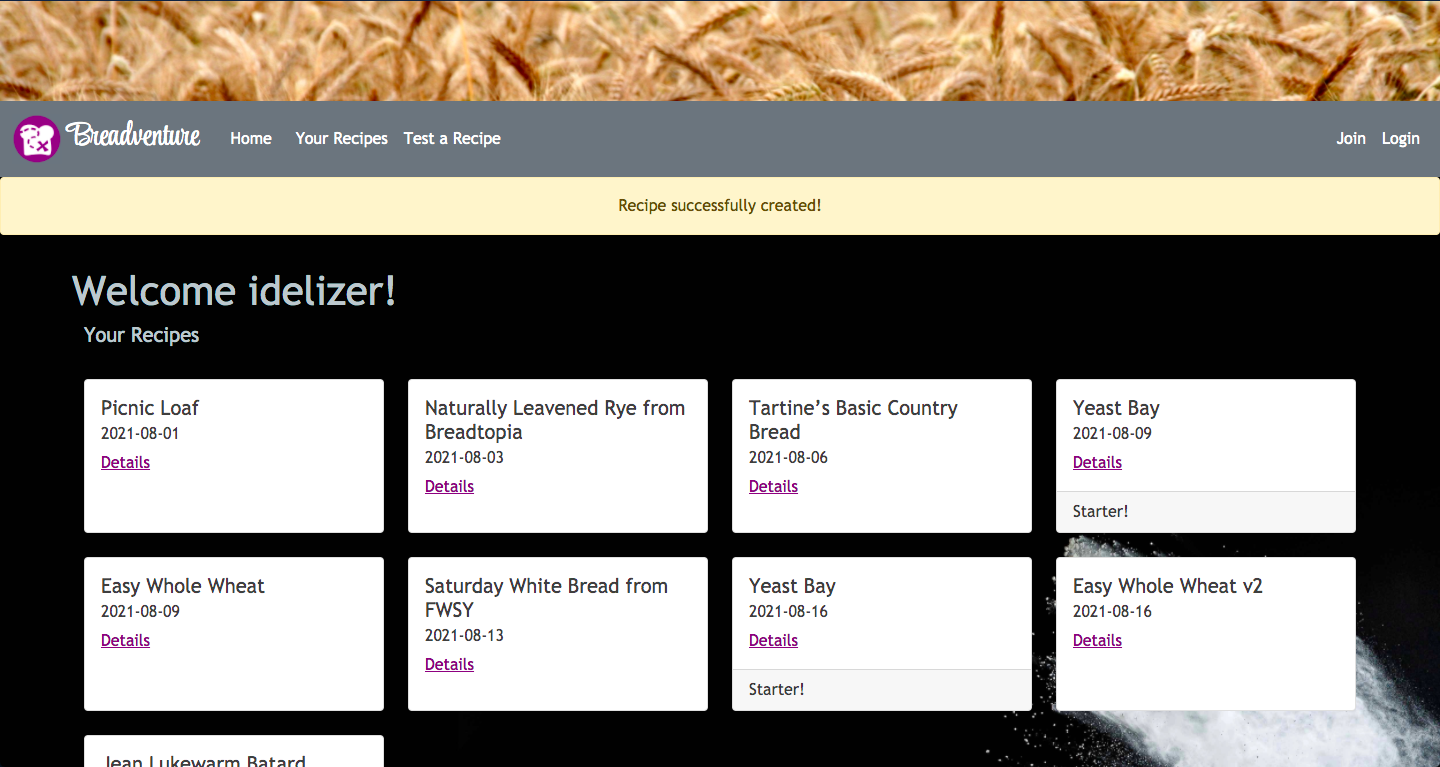 Breadventure Home Your Recipes Test a Recipe Join Login
Recipe successfully created!
Welcome idelizer!
Your Recipes
Picnic Loaf
2021-08-01
Details
Naturally Leavened Rye from
Breadtopia
2021-08-03
Details
Tartine’s Basic Country
Bread
2021-08-06
Details
Yeast Bay
2021-08-09
Details
Starter!
Easy Whole Wheat
2021-08-09
Details
Saturday White Bread from
FWSY
2021-08-13
Details
Yeast Bay
2021-08-16
Details
Starter!
Easy Whole Wheat v2
2021-08-16
Details
Jean Lukewarm Batard